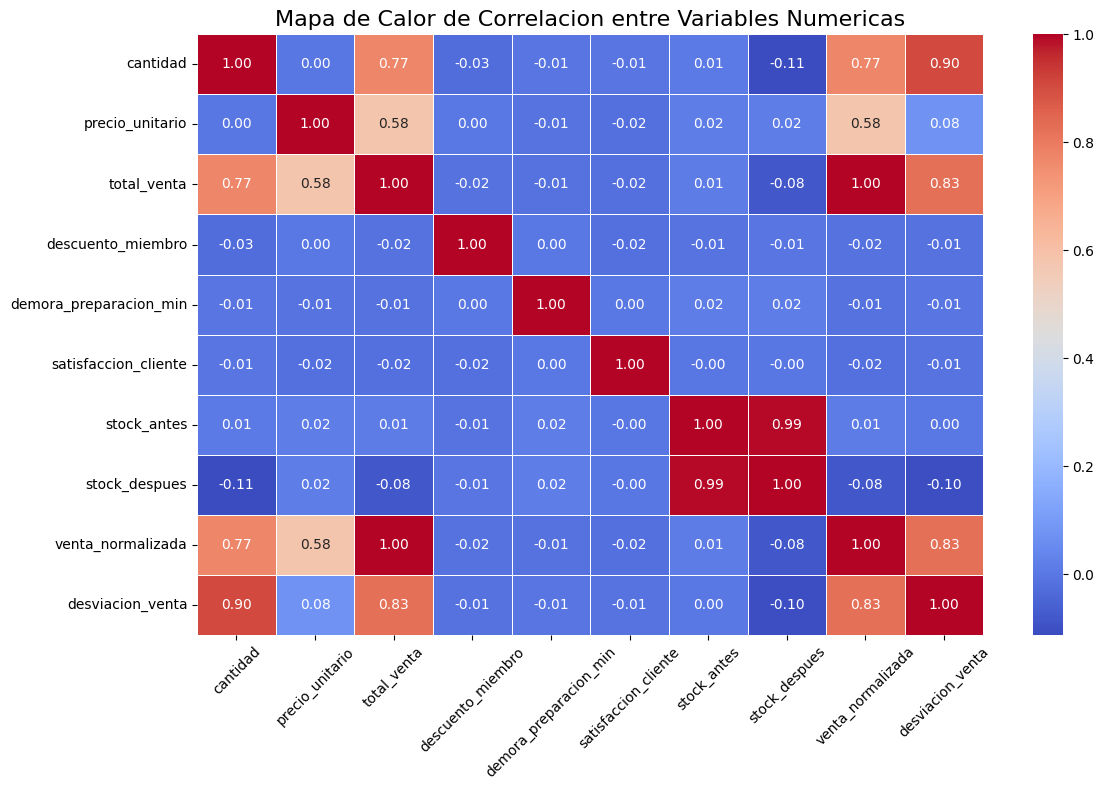 Mapa de Calor de Correlacion entre Variables Numericas
cantidad 1.00 0.00 0.77 -0.03 -0.01 -0.01 0.01 -0.11 0.77 0.90
precio_unitario 0.00 1.00 0.58 0.00 -0.01 -0.02 0.02 0.02 0.58 0.08
total_venta 0.77 0.58 1.00 -0.02 -0.01 -0.02 0.01 -0.08 1.00 0.83
descuento_miembro -0.03 0.00 -0.02 1.00 0.00 -0.02 -0.01 -0.01 -0.02 -0.01
demora_preparacion_min -0.01 -0.01 -0.01 0.00 1.00 0.00 0.02 0.02 -0.01 -0.01
satisfaccion_cliente -0.01 -0.02 -0.02 -0.02 0.00 1.00 -0.00 -0.00 -0.02 -0.01
stock_antes 0.01 0.02 0.01 -0.01 0.02 -0.00 1.00 0.99 0.01 0.00
stock_despues -0.11 0.02 -0.08 -0.01 0.02 -0.00 0.99 1.00 -0.08 -0.10
venta_normalizada 0.77 0.58 1.00 -0.02 -0.01 -0.02 0.01 -0.08 1.00 0.83
desviacion_venta 0.90 0.08 0.83 -0.01 -0.01 -0.01 0.00 -0.10 0.83 1.00
cantidad
precio_unitario
total_venta
descuento_miembro
demora_preparacion_min
satisfaccion_cliente
stock_antes
stock_despues
venta_normalizada
desviacion_venta
1.0
0.8
0.6
0.4
0.2
0.0